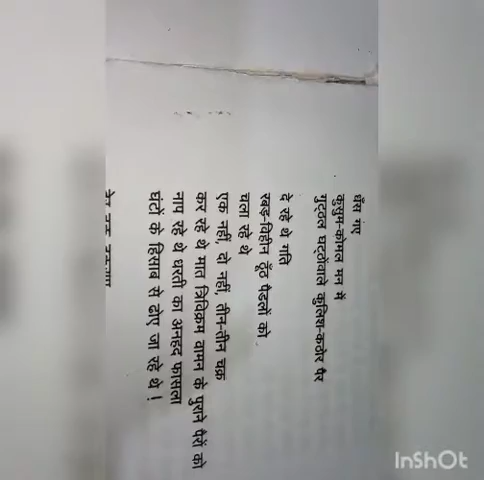 धँस गए
कुसुम-कोमल मन में
गुट्ठल घट्ठोंवाले कुलिश-कठोर पैर
दे रहे थे गति
रबड़-विहीन ठूँठ पैडलों को
चला रहे थे
एक नहीं, दो नहीं, तीन-तीन चक्र
कर रहे थे मात त्रिविक्रम वामन के पुराने पैरों को
नाप रहे थे धरती का अनहद फासला
घंटों के हिसाब से ढोए जा रहे थे !
InShOt